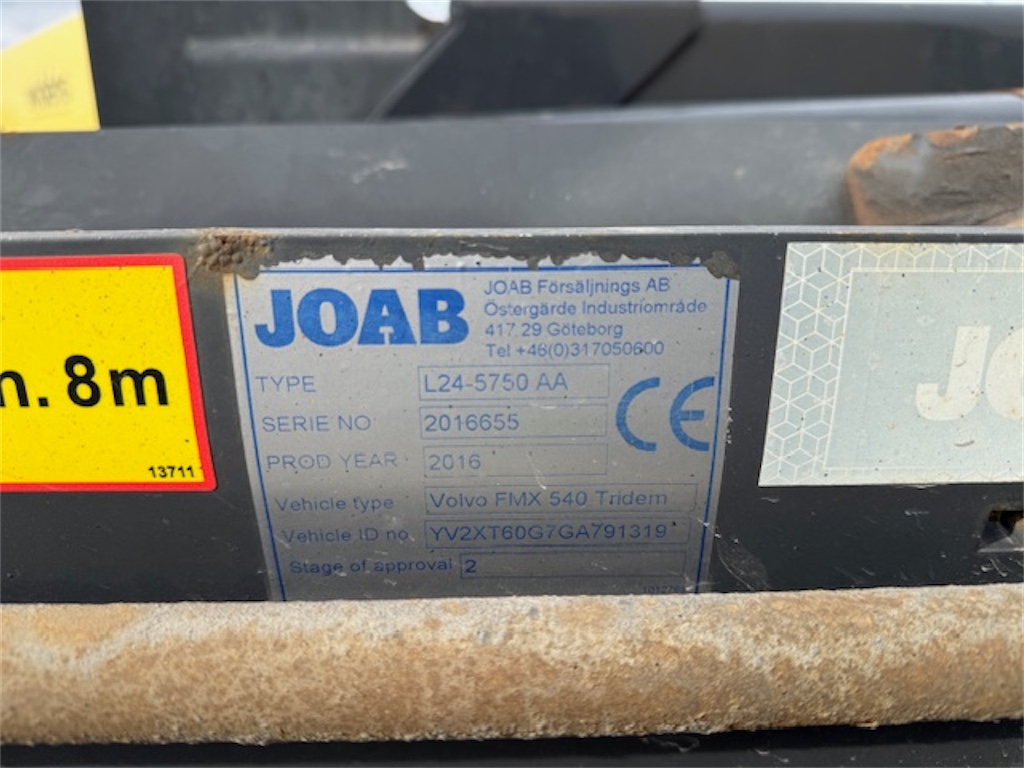 n. 8m
13711
JOAB
JOAB Försäljnings AB
Östergärde Industriområde
417 29 Göteborg
Tel +46(0)317050600
TYPE L24-5750 AA
SERIE NO 2016655
PROD YEAR 2016
CE
Vehicle type Volvo FMX 540 Tridem
Vehicle ID no YV2XT60G7GA791319
Stage of approval 2
JO